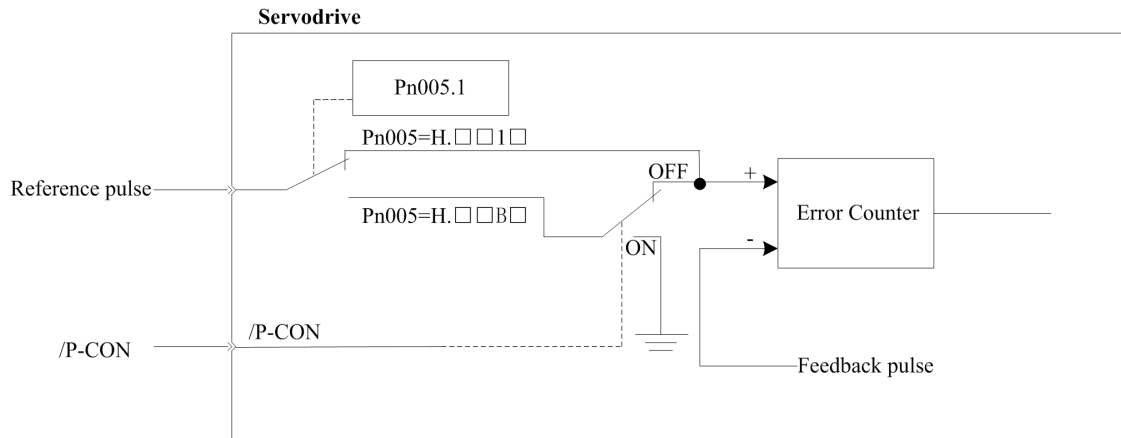 Servodrive
Pn005.1
Pn005=H.□□1□
Reference pulse
OFF
+
Error Counter
Pn005=H.□□B□
ON
-
/P-CON
/P-CON
Feedback pulse